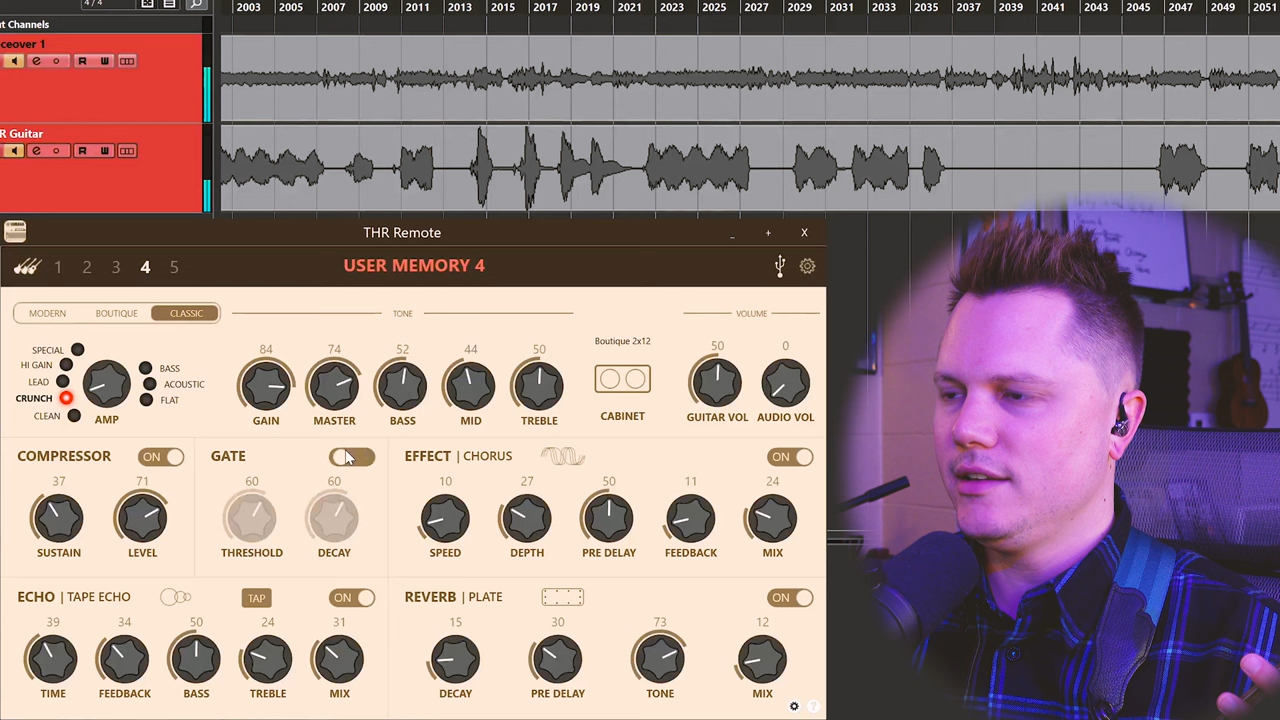 4/4
2003 2005 2007 2009 2011 2013 2015 2017 2019 2021 2023 2025 2027 2029 2031 2033 2035 2037 2039 2041 2043 2045 2047 2049 2051
ut Channels
ceover 1
e R W
R Guitar
e R W
THR Remote
_ + X
1 2 3 4 5
USER MEMORY 4
MODERN BOUTIQUE CLASSIC
TONE
VOLUME
SPECIAL
HI GAIN
LEAD
CRUNCH
CLEAN
BASS
ACOUSTIC
FLAT
AMP
84 74 52 44 50
GAIN MASTER BASS MID TREBLE
Boutique 2x12
CABINET
50 0
GUITAR VOL AUDIO VOL
COMPRESSOR ON
37 71
SUSTAIN LEVEL
GATE
60 60
THRESHOLD DECAY
EFFECT | CHORUS ON
10 27 50 11 24
SPEED DEPTH PRE DELAY FEEDBACK MIX
ECHO | TAPE ECHO TAP ON
39 34 50 24 31
TIME FEEDBACK BASS TREBLE MIX
REVERB | PLATE ON
15 30 73 12
DECAY PRE DELAY TONE MIX
?